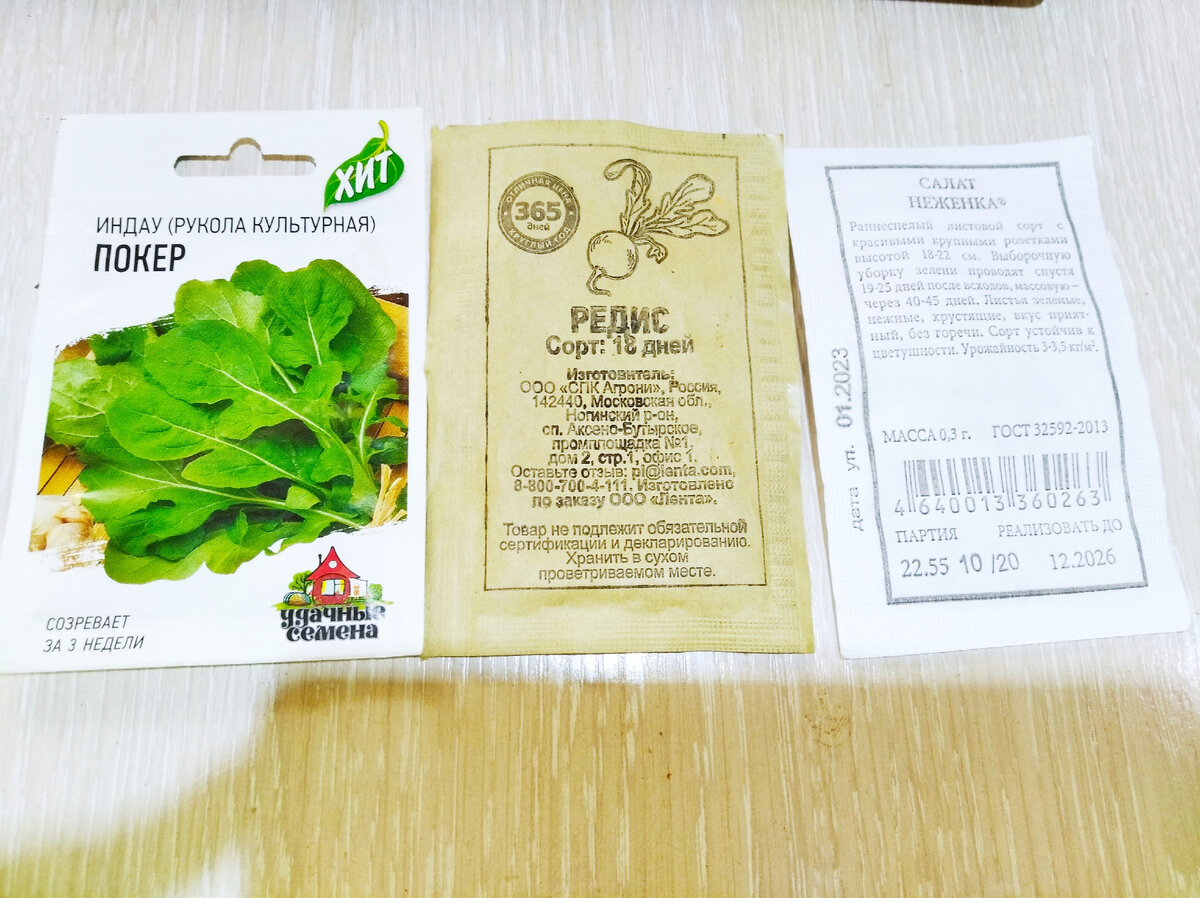 ХИТ
ИНДАУ (РУКОЛА КУЛЬТУРНАЯ)
ПОКЕР
СОЗРЕВАЕТ
ЗА 3 НЕДЕЛИ
удачные
семена
ОТЛИЧНАЯ ЦЕНА
365
дней
КРУГЛЫЙ ГОД
РЕДИС
Сорт: 18 дней
Изготовитель:
ООО «СПК Агрони», Россия,
142440, Московская обл.,
Ногинский р-он,
сп. Аксено-Бутырское,
промплощадка №1,
дом 2, стр.1, офис 1.
Оставьте отзыв: pl@lenta.com,
8-800-700-4-111. Изготовлено
по заказу ООО «Лента».
Товар не подлежит обязательной
сертификации и декларированию.
Хранить в сухом
проветриваемом месте.
САЛАТ
НЕЖЕНКА®
Раннеспелый листовой сорт с
красивыми крупными розетками
высотой 18-22 см. Выборочную
уборку зелени проводят спустя
19-25 дней после всходов, массовую –
через 40-45 дней. Листья зеленые,
нежные, хрустящие, вкус прият-
ный, без горечи. Сорт устойчив к
цветушности. Урожайность 3-3,5 кг/м².
дата уп. 01.2023
МАССА 0,3 г. ГОСТ 32592-2013
4 640013 360263
ПАРТИЯ РЕАЛИЗОВАТЬ ДО
22.55 10 /20 12.2026